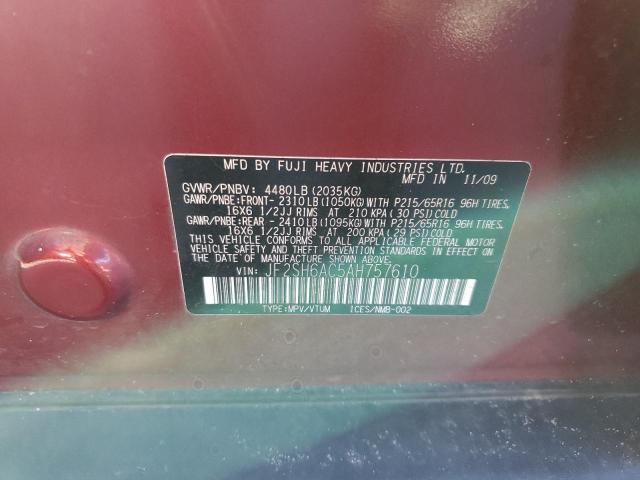 MFD BY FUJI HEAVY INDUSTRIES LTD.
MFD IN 11/09
GVWR/PNBV: 4480LB (2035KG)
GAWR/PNBE:FRONT- 2310LB(1050KG)WITH P215/65R16 96H TIRES
16X6 1/2JJ RIMS AT 210 KPA (30 PSI)COLD
GAWR/PNBE:REAR - 2410LB(1095KG)WITH P215/65R16 96H TIRES
16X6 1/2JJ RIMS AT 200 KPA (29 PSI)COLD
THIS VEHICLE CONFORMS TO ALL APPLICABLE FEDERAL MOTOR
VEHICLE SAFETY AND THEFT PREVENTION STANDARDS IN EFFECT
ON THE DATE OF MANUFACTURE SHOWN ABOVE.
VIN: JF2SH6AC5AH757610
TYPE:MPV/VTUM ICES/NMB-002